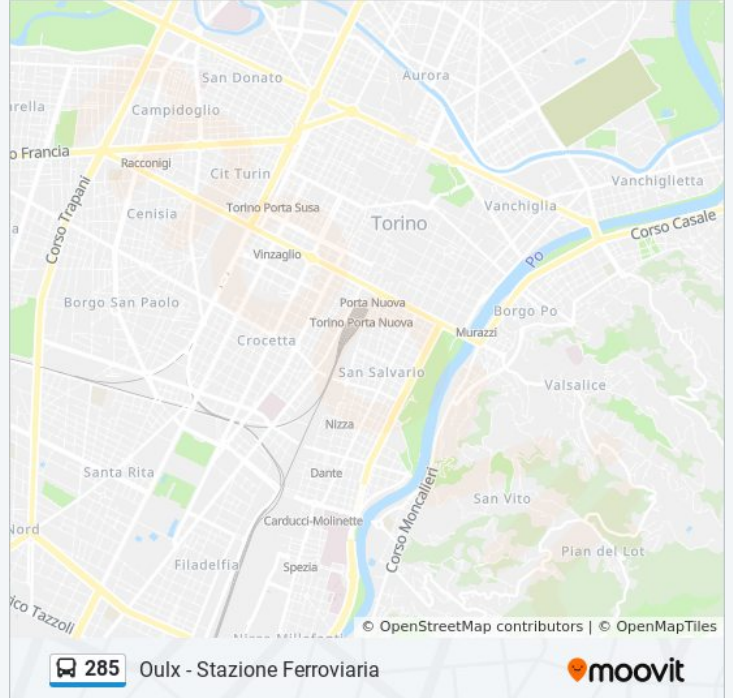 San Donato
Aurora
arella
Campidoglio
o Francia
Racconigi
Cit Turin
Vanchiglietta
Corso Trapani
Cenisia
Torino Porta Susa
Torino
Vanchiglia
Corso Casale
a
Vinzaglio
Po
Borgo San Paolo
Porta Nuova
Torino Porta Nuova
Borgo Po
Crocetta
Murazzi
San Salvario
Valsalice
Nizza
Santa Rita
Dante
Corso Moncalieri
San Vito
Nord
Carducci-Molinette
Filadelfia
Spezia
Pian del Lot
ico Tazzoli
© OpenStreetMap contributors | © OpenMapTiles
285 Oulx - Stazione Ferroviaria moovit